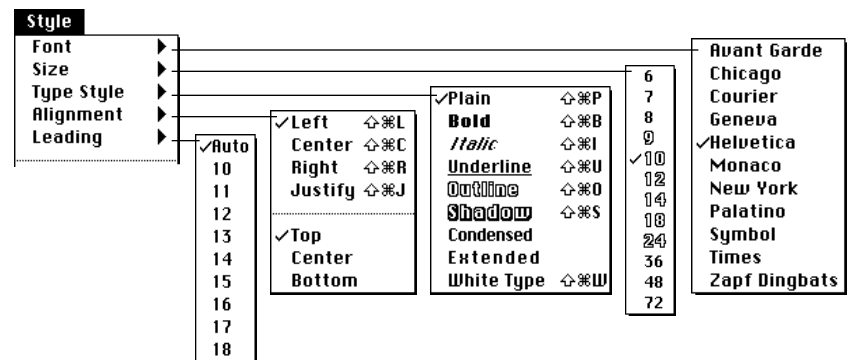 Style
Font
Size
Type Style
Alignment
Leading
✓Auto
10
11
12
13
14
15
16
17
18
✓Left ⇧⌘L
Center ⇧⌘C
Right ⇧⌘R
Justify ⇧⌘J
✓Top
Center
Bottom
✓Plain ⇧⌘P
Bold ⇧⌘B
Italic ⇧⌘I
Underline ⇧⌘U
Outline ⇧⌘O
Shadow ⇧⌘S
Condensed
Extended
White Type ⇧⌘W
6
7
8
9
✓10
12
14
18
24
36
48
72
Avant Garde
Chicago
Courier
Geneva
✓Helvetica
Monaco
New York
Palatino
Symbol
Times
Zapf Dingbats